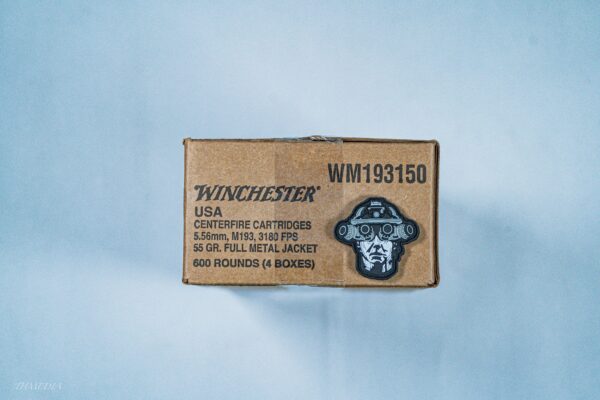 WM193150
WINCHESTER
USA
CENTERFIRE CARTRIDGES
5.56mm, M193, 3180 FPS
55 GR. FULL METAL JACKET
600 ROUNDS (4 BOXES)